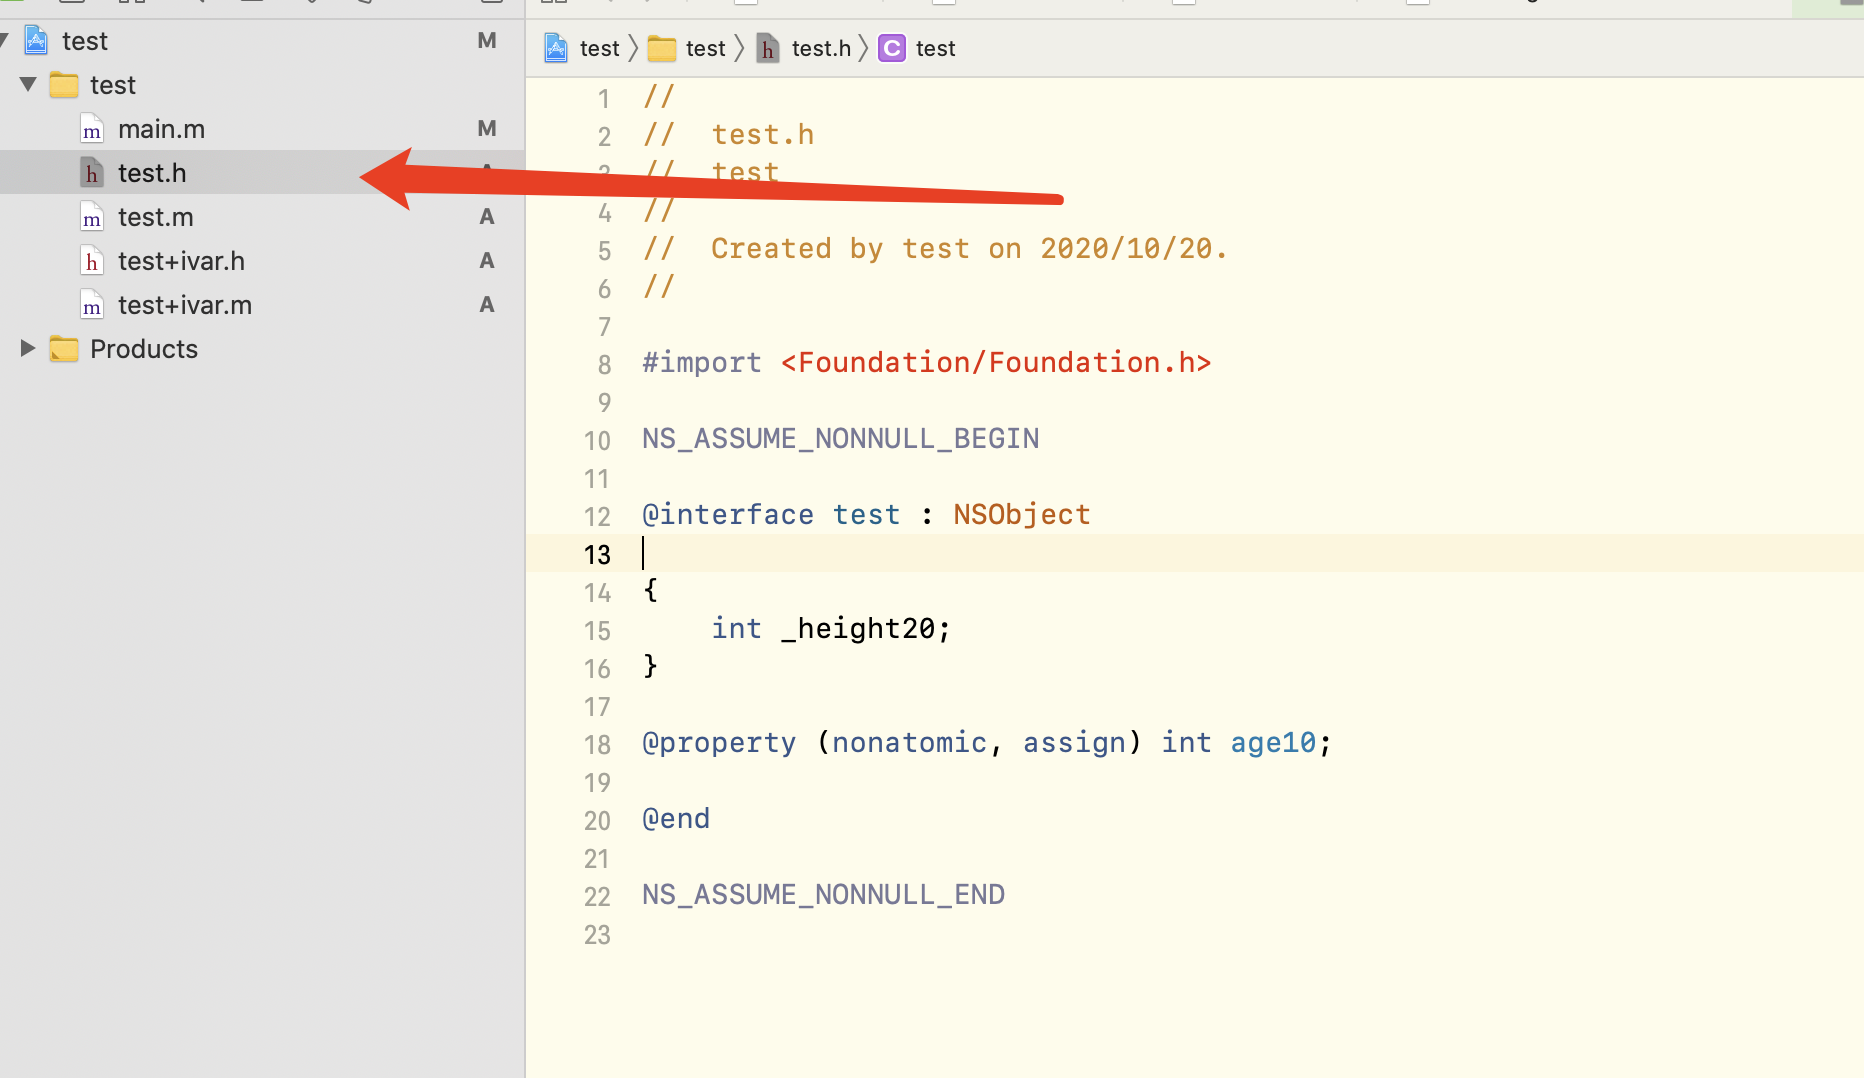 test M
test
main.m M
test.h
test.m A
test+ivar.h A
test+ivar.m A
Products
test test test.h C test
1 //
2 // test.h
3 // test
4 //
5 // Created by test on 2020/10/20.
6 //
7
8 #import <Foundation/Foundation.h>
9
10 NS_ASSUME_NONNULL_BEGIN
11
12 @interface test : NSObject
13
14 {
15 int _height20;
16 }
17
18 @property (nonatomic, assign) int age10;
19
20 @end
21
22 NS_ASSUME_NONNULL_END
23